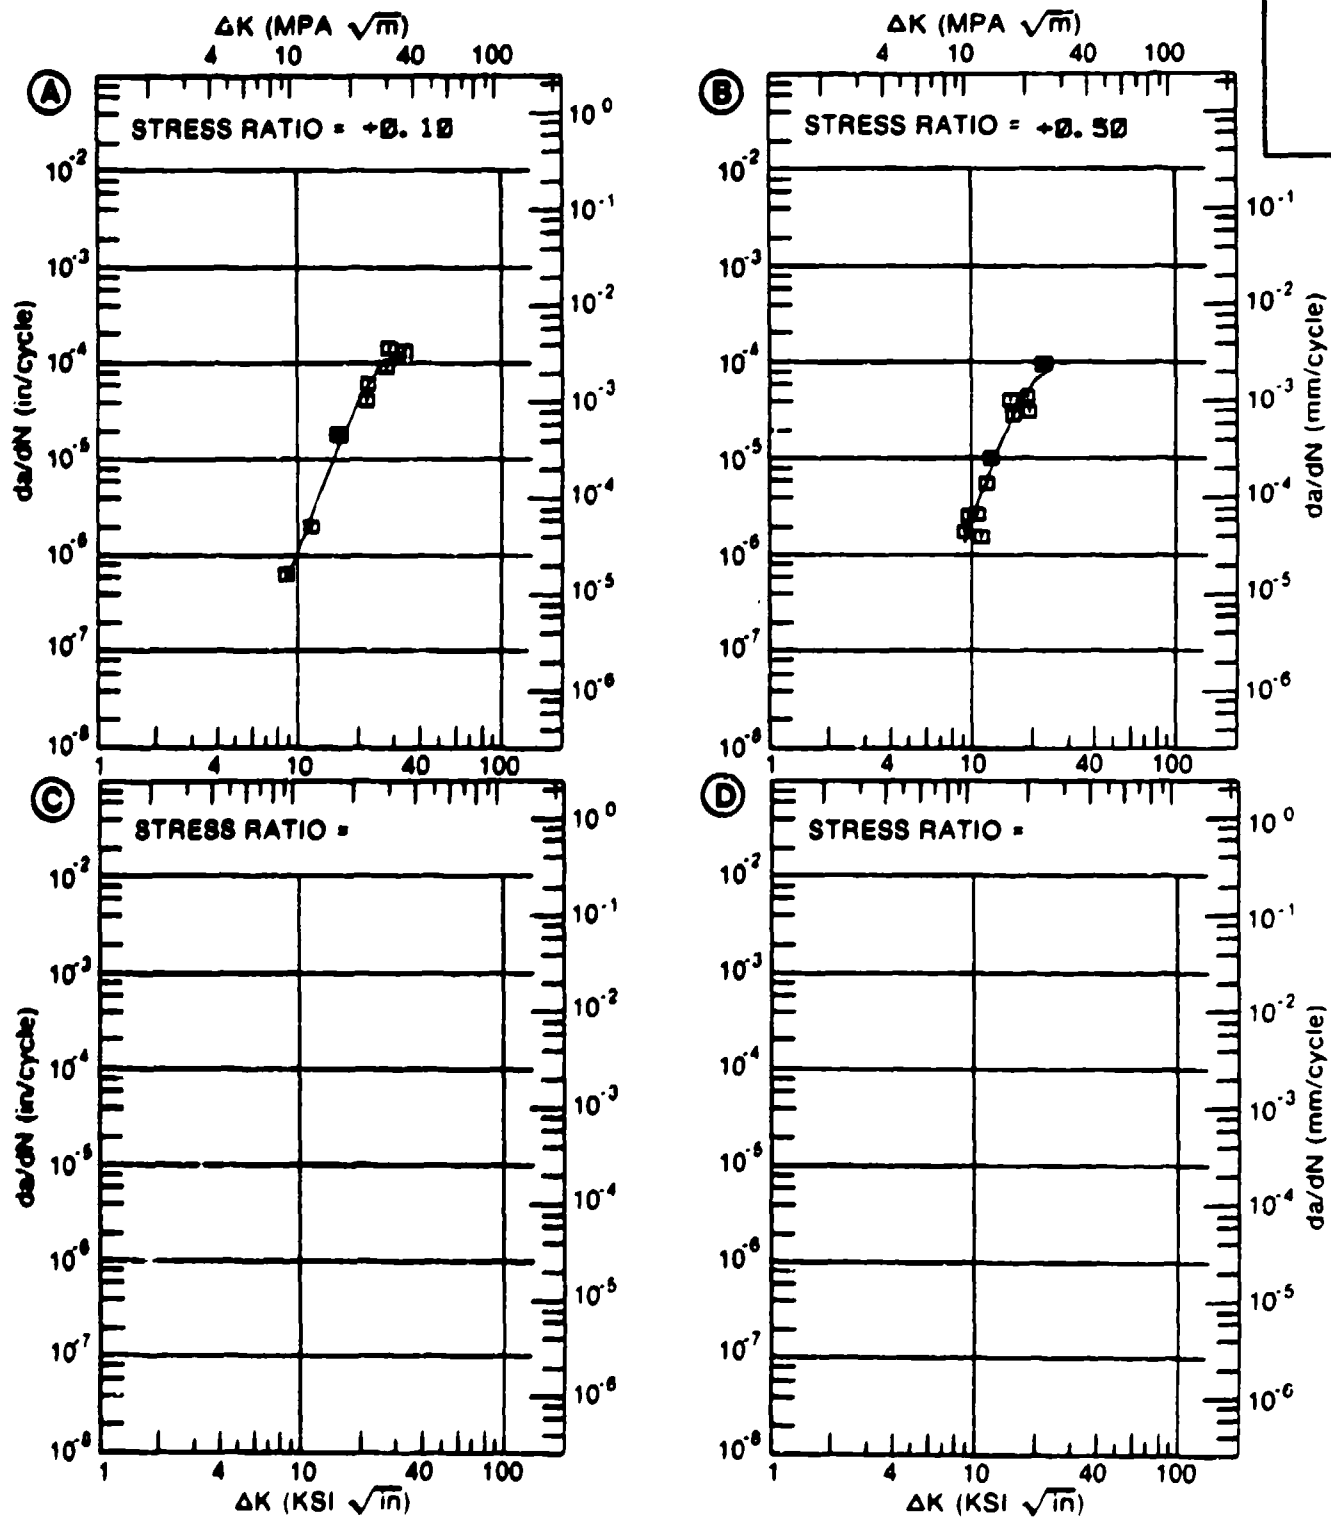 ΔK (MPA √m) ΔK (MPA √m)
4 10 40 100 4 10 40 100
A B
STRESS RATIO = +0.10 STRESS RATIO = +0.50
10^0
10^-2 10^-1 10^-2 10^-1
10^-3 10^-2 10^-3 10^-2
10^-4 10^-3 10^-4 10^-3
10^-5 10^-4 10^-5 10^-4
10^-6 10^-5 10^-6 10^-5
10^-7 10^-6 10^-7 10^-6
10^-8 10^-8
da/dN (in/cycle) da/dN (mm/cycle)
1 4 10 40 100 1 4 10 40 100
C D
STRESS RATIO = STRESS RATIO =
10^0 10^0
10^-2 10^-1 10^-2 10^-1
10^-3 10^-2 10^-3 10^-2
10^-4 10^-3 10^-4 10^-3
10^-5 10^-4 10^-5 10^-4
10^-6 10^-5 10^-6 10^-5
10^-7 10^-6 10^-7 10^-6
10^-8 10^-8
da/dN (in/cycle) da/dN (mm/cycle)
1 4 10 40 100 1 4 10 40 100
ΔK (KSI √in) ΔK (KSI √in)